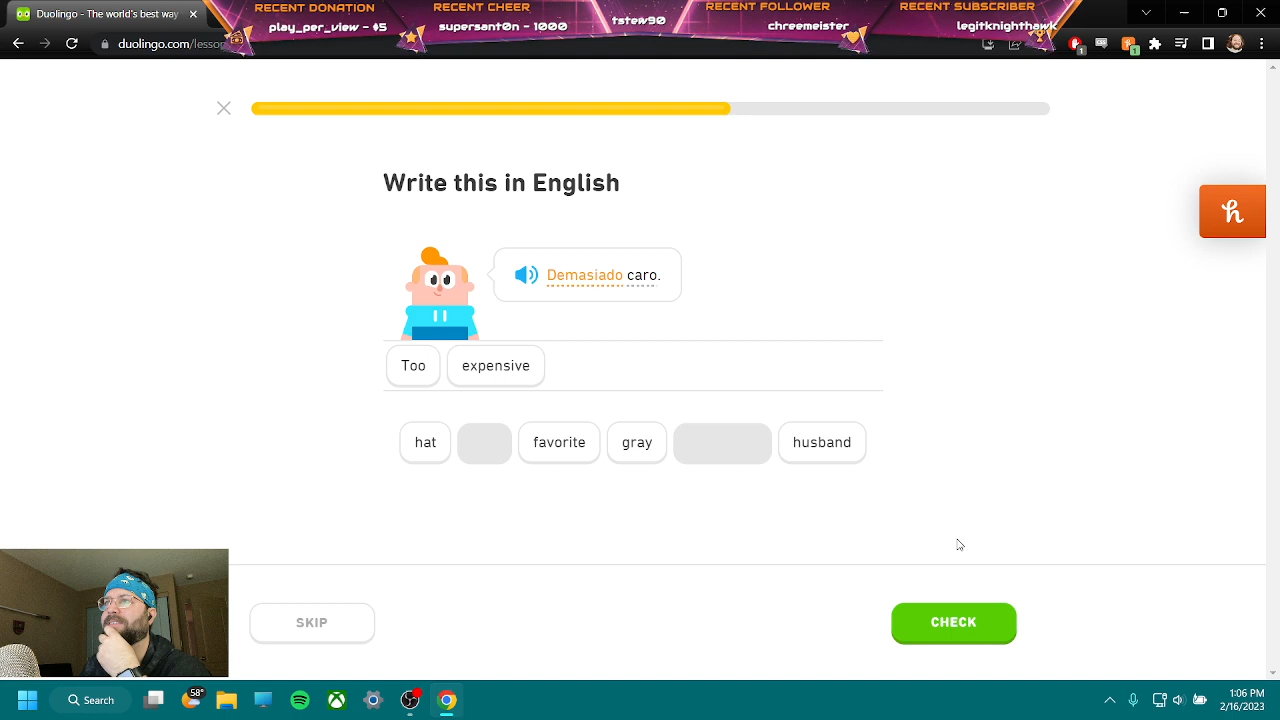 RECENT DONATION
play_per_view - $5
RECENT CHEER
supersant0n - 1000
tstew90
RECENT FOLLOWER
chreemeister
RECENT SUBSCRIBER
legitknighthawk
Duolingo - The world's best way
duolingo.com/lesso
Write this in English
Demasiado caro.
Too expensive
hat favorite gray husband
SKIP
CHECK
Search
58°
1:06 PM
2/16/2023